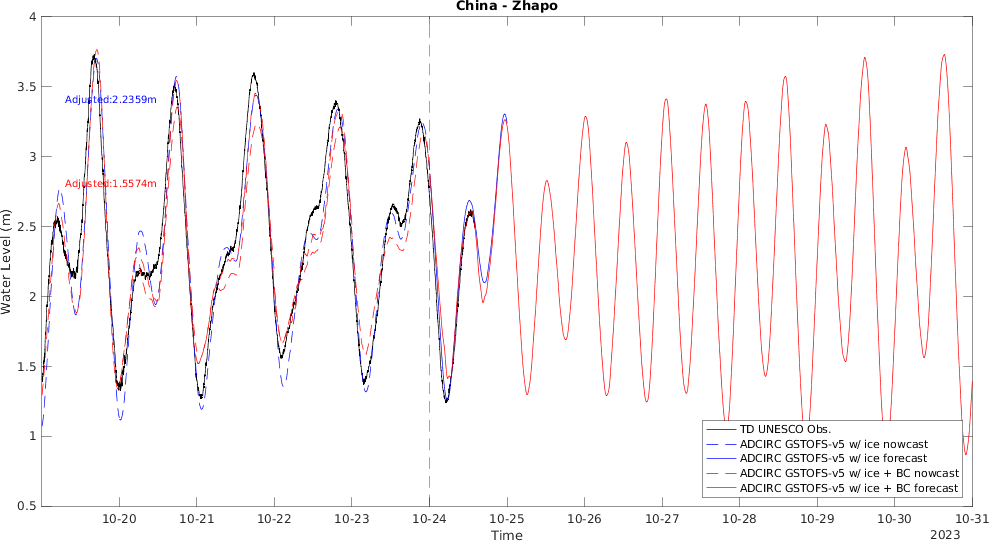 China - Zhapo
Water Level (m)
4
3.5
3
2.5
2
1.5
1
0.5
Adjusted:2.2359m
Adjusted:1.5574m
TD UNESCO Obs.
ADCIRC GSTOFS-v5 w/ ice nowcast
ADCIRC GSTOFS-v5 w/ ice forecast
ADCIRC GSTOFS-v5 w/ ice + BC nowcast
ADCIRC GSTOFS-v5 w/ ice + BC forecast
10-20 10-21 10-22 10-23 10-24 10-25 10-26 10-27 10-28 10-29 10-30 10-31
Time
2023